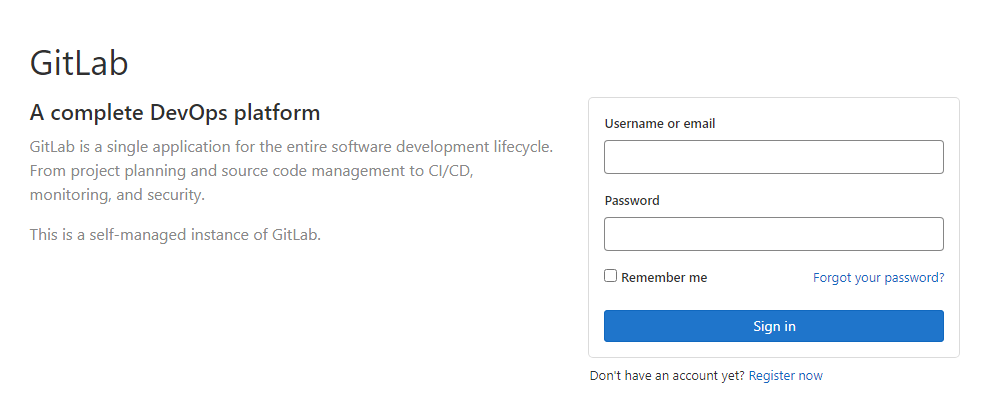 GitLab
A complete DevOps platform
GitLab is a single application for the entire software development lifecycle.
From project planning and source code management to CI/CD,
monitoring, and security.
This is a self-managed instance of GitLab.
Username or email
Password
Remember me
Forgot your password?
Sign in
Don't have an account yet? Register now